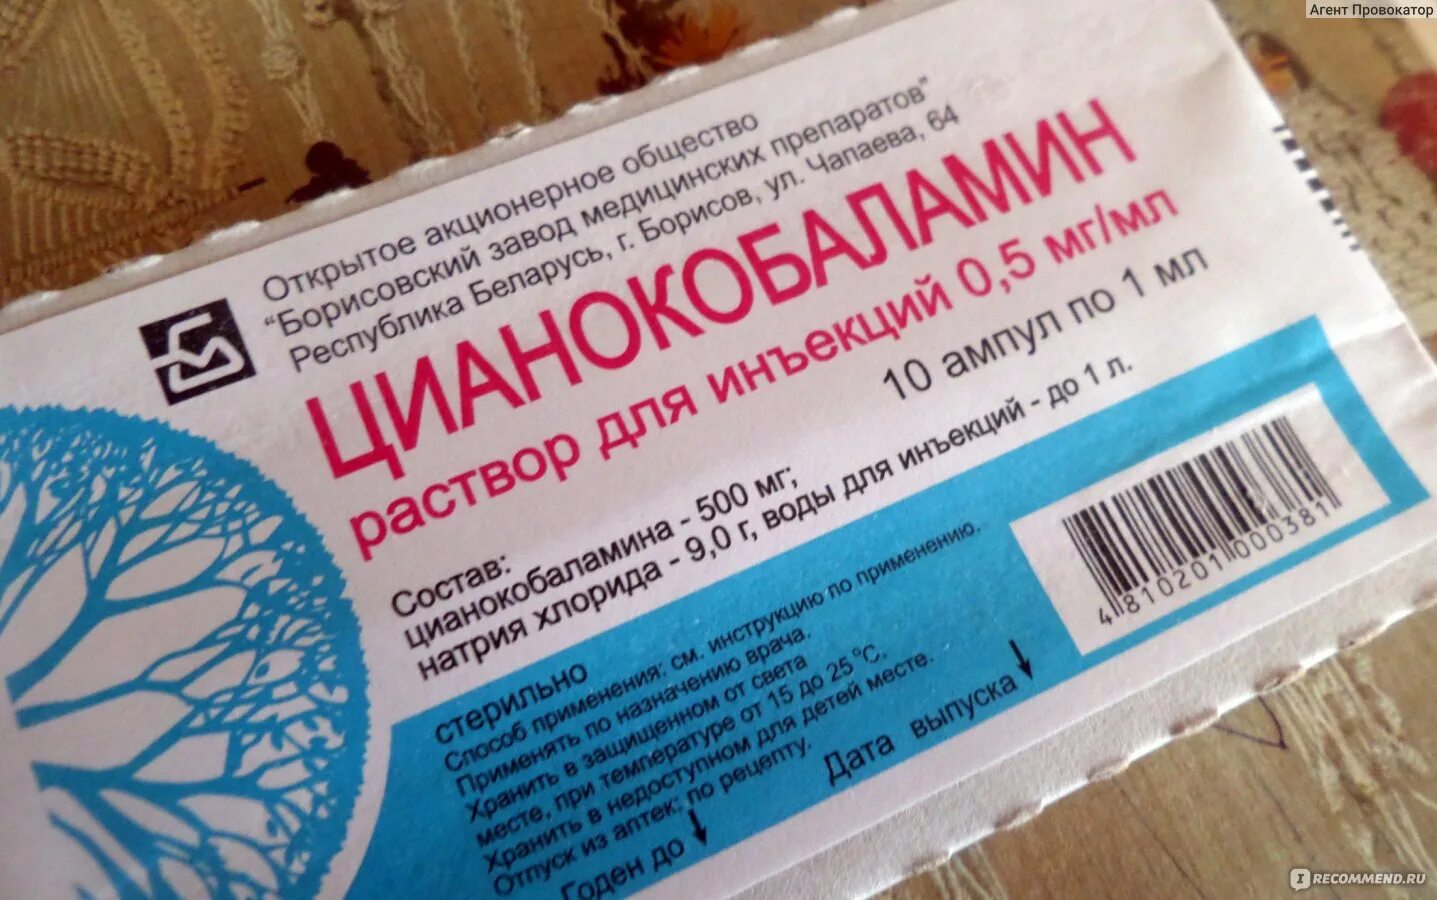 Агент Провокатор
Открытое акционерное общество
"Борисовский завод медицинских препаратов"
Республика Беларусь, г. Борисов, ул. Чапаева, 64
ЦИАНОКОБАЛАМИН
раствор для инъекций 0,5 мг/мл
10 ампул по 1 мл
Состав:
цианокобаламина - 500 мг;
натрия хлорида - 9,0 г, воды для инъекций - до 1 л.
стерильно
Способ применения: см. инструкцию по применению.
Применять по назначению врача.
Хранить в защищенном от света
месте, при температуре от 15 до 25 °С.
Хранить в недоступном для детей месте.
Отпуск из аптек: по рецепту.
Годен до
Дата выпуска
4 810201 000381
IRECOMMEND.RU